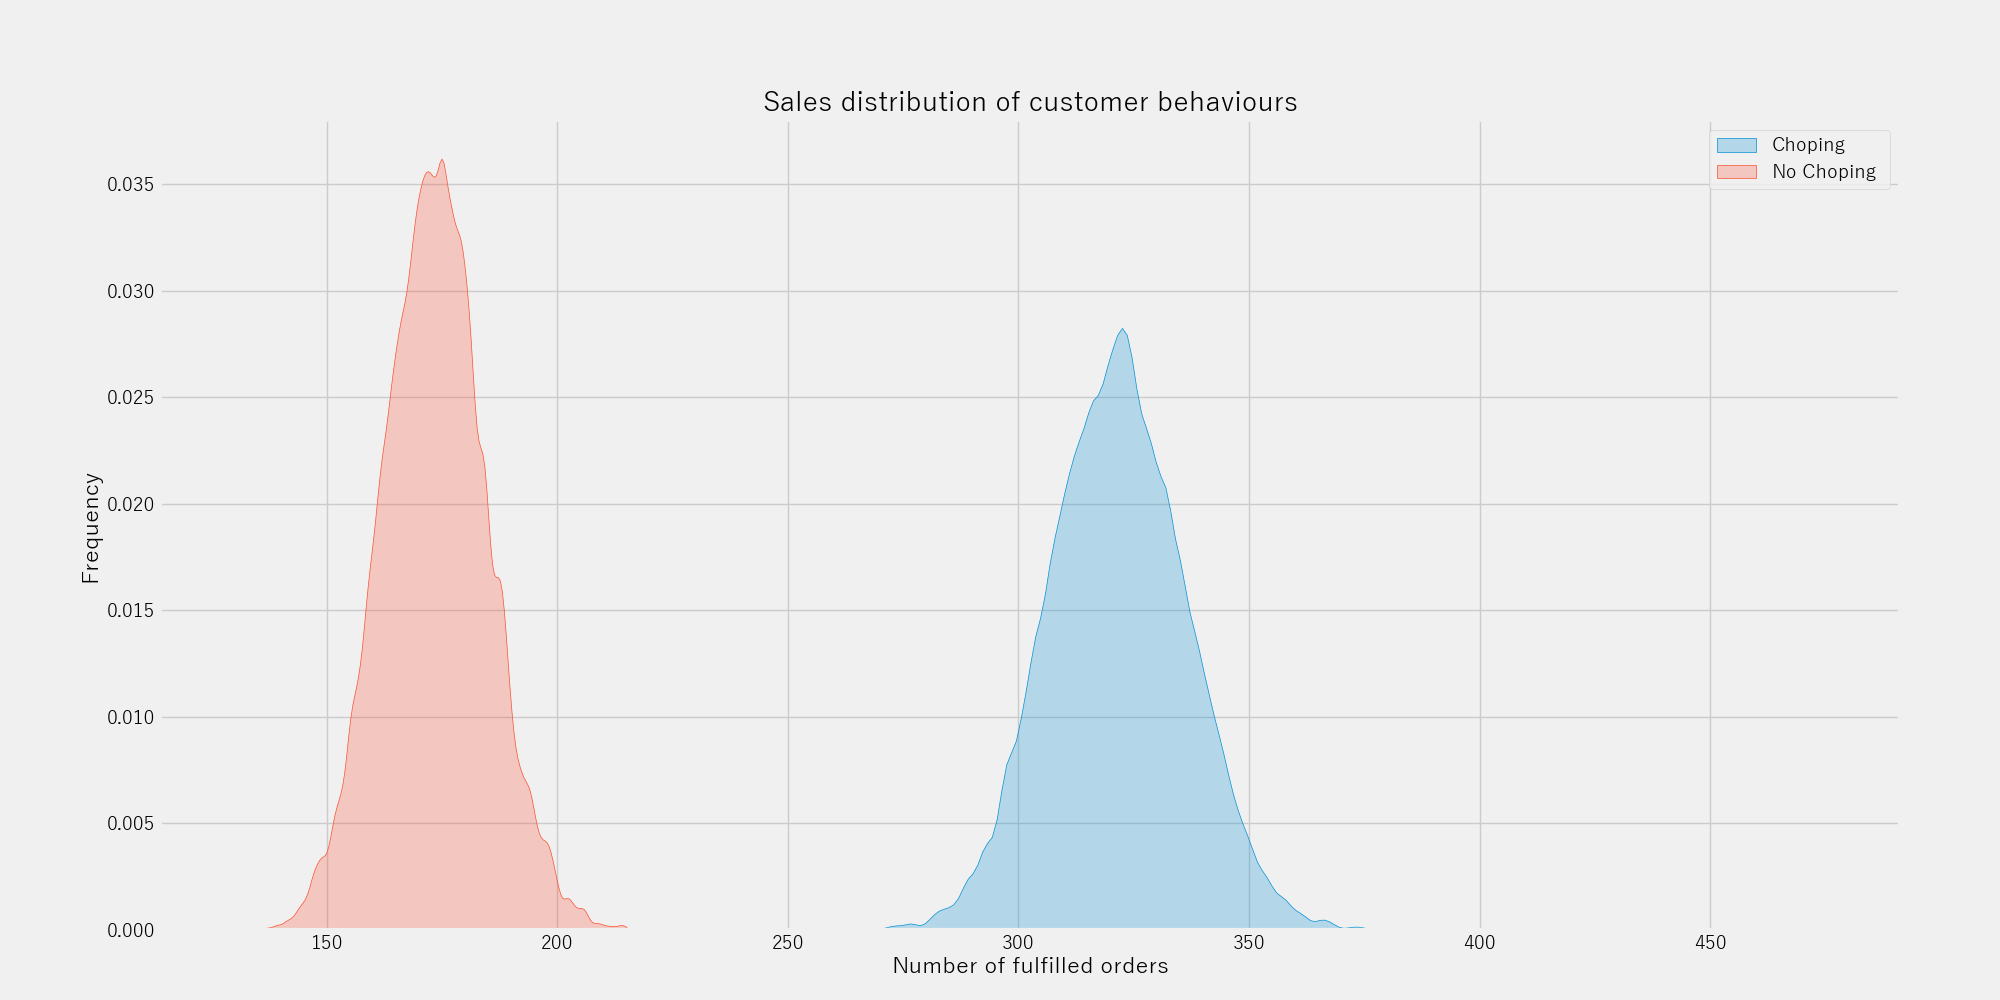 Sales distribution of customer behaviours
Choping
No Choping
Frequency
0.035
0.030
0.025
0.020
0.015
0.010
0.005
0.000
150 200 250 300 350 400 450
Number of fulfilled orders